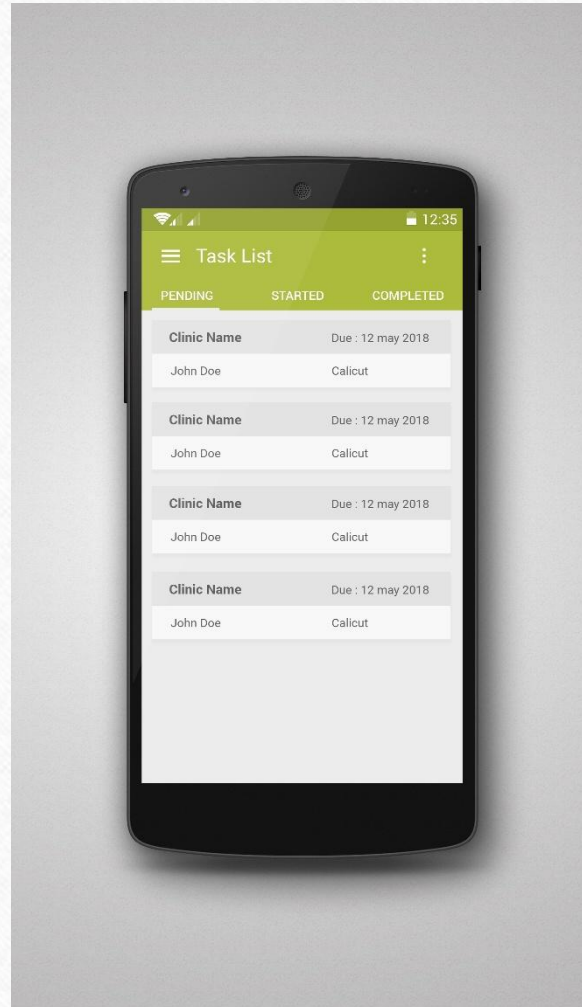 12:35
Task List
PENDING STARTED COMPLETED
Clinic Name Due : 12 may 2018
John Doe Calicut
Clinic Name Due : 12 may 2018
John Doe Calicut
Clinic Name Due : 12 may 2018
John Doe Calicut
Clinic Name Due : 12 may 2018
John Doe Calicut